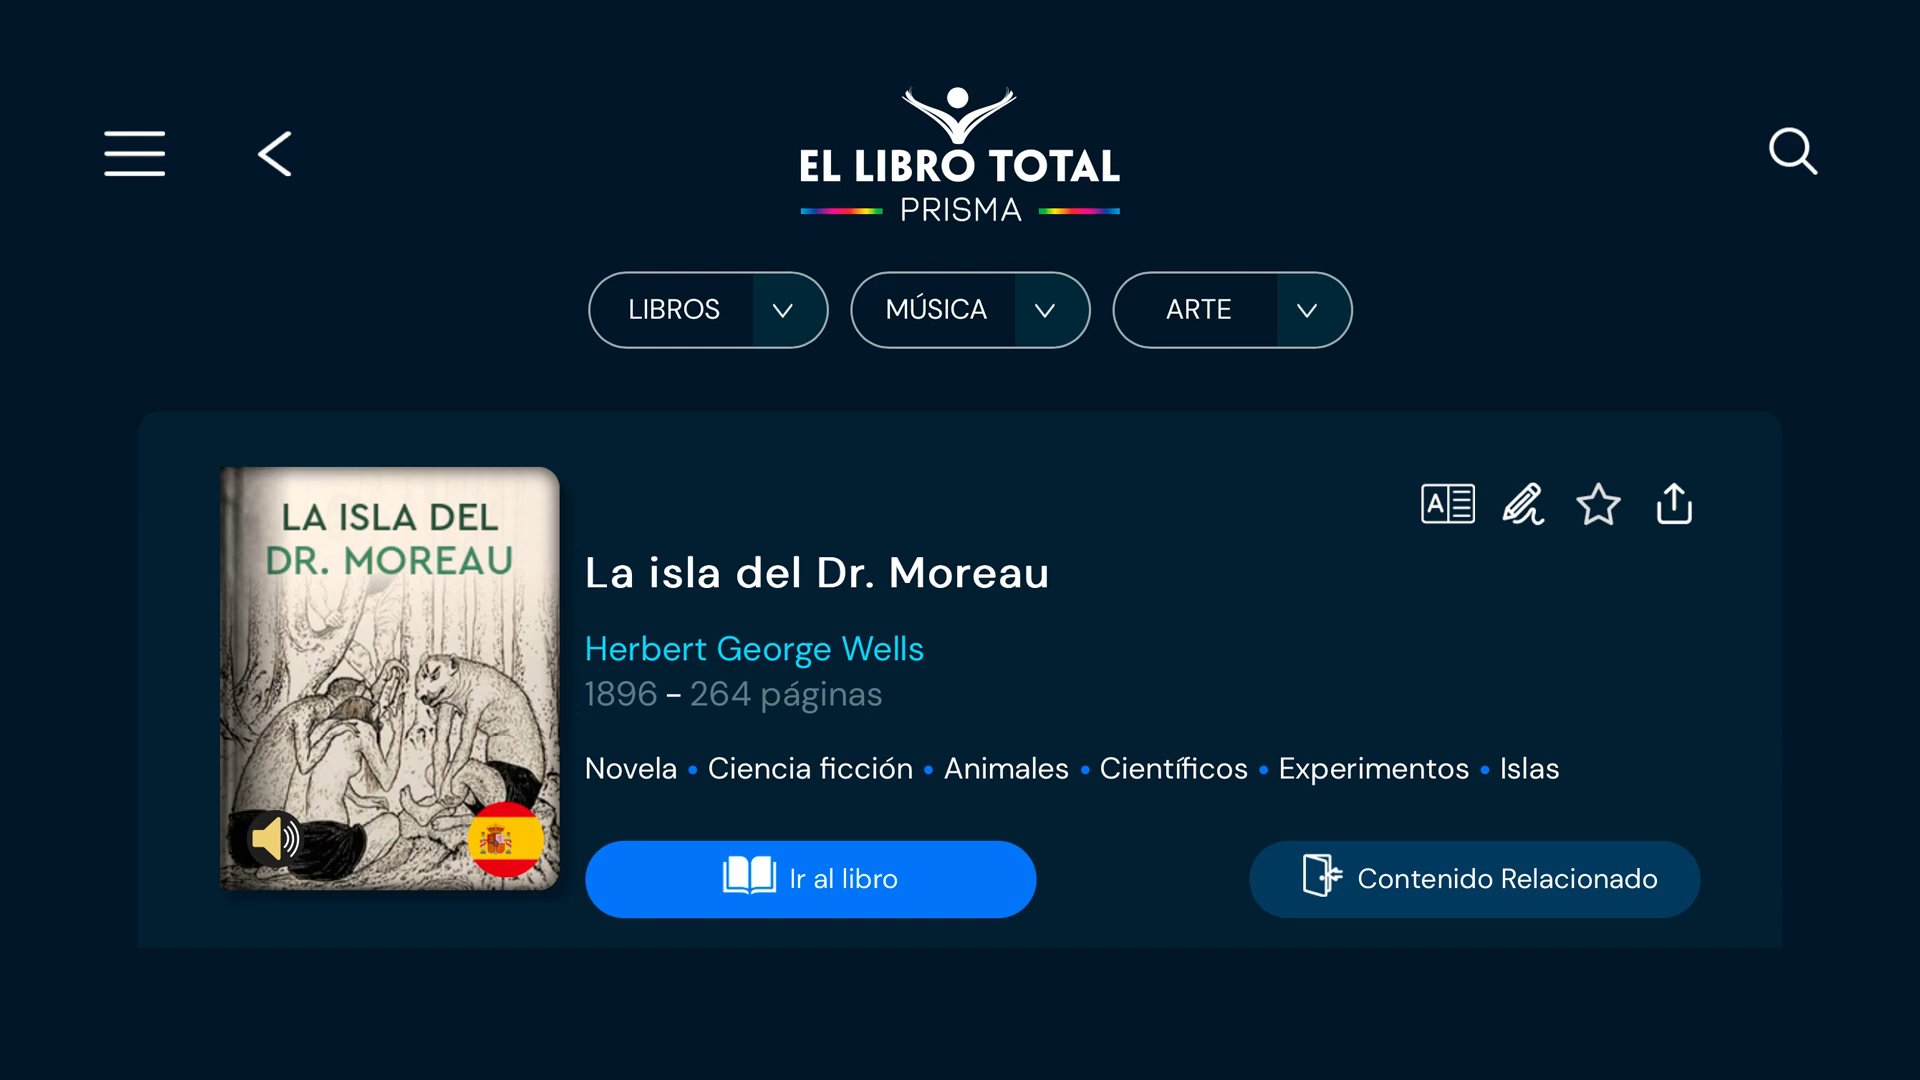 EL LIBRO TOTAL
PRISMA
LIBROS
MÚSICA
ARTE
LA ISLA DEL
DR. MOREAU
A
La isla del Dr. Moreau
Herbert George Wells
1896 - 264 páginas
Novela • Ciencia ficción • Animales • Científicos • Experimentos • Islas
Ir al libro
Contenido Relacionado